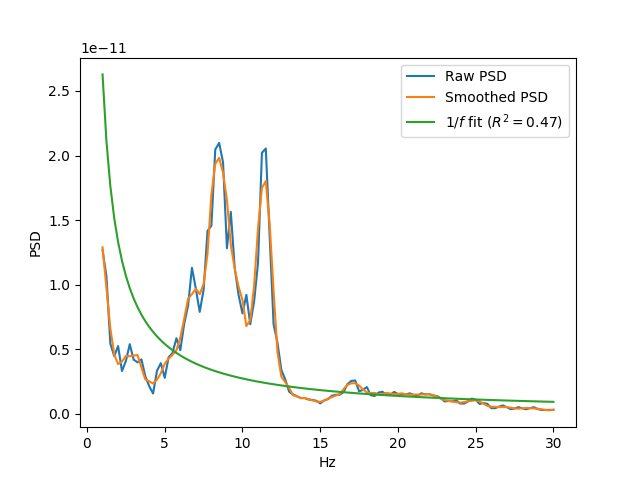 1e−11
Raw PSD
Smoothed PSD
1/f fit (R² = 0.47)
2.5
2.0
1.5
1.0
0.5
0.0
PSD
0 5 10 15 20 25 30
Hz